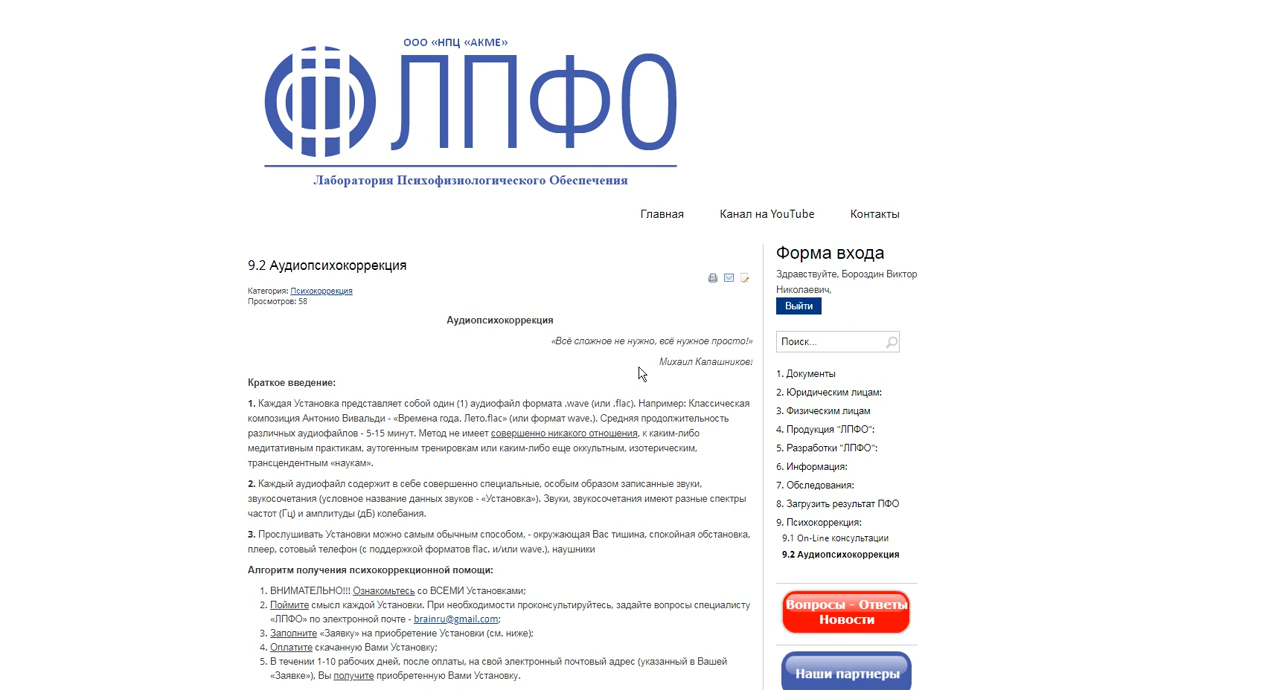 ООО «НПЦ «АКМЕ»
ЛПФО
Лаборатория Психофизиологического Обеспечения
Главная Канал на YouTube Контакты
9.2 Аудиопсихокоррекция
Категория: Психокоррекция
Просмотров: 58
Аудиопсихокоррекция
«Всё сложное не нужно, всё нужное просто!»
Михаил Калашников!
Краткое введение:
1. Каждая Установка представляет собой один (1) аудиофайл формата .wave (или .flac). Например: Классическая
композиция Антонио Вивальди - «Времена года. Лето.flac» (или формат wave.). Средняя продолжительность
различных аудиофайлов - 5-15 минут. Метод не имеет совершенно никакого отношения, к каким-либо
медитативным практикам, аутогенным тренировкам или каким-либо еще оккультным, изотерическим,
трансцендентным «наукам».
2. Каждый аудиофайл содержит в себе совершенно специальные, особым образом записанные звуки,
звукосочетания (условное название данных звуков - «Установка»). Звуки, звукосочетания имеют разные спектры
частот (Гц) и амплитуды (дБ) колебания.
3. Прослушивать Установки можно самым обычным способом, - окружающая Вас тишина, спокойная обстановка,
плеер, сотовый телефон (с поддержкой форматов flac. и/или wave.), наушники
Алгоритм получения психокоррекционной помощи:
1. ВНИМАТЕЛЬНО!!! Ознакомьтесь со ВСЕМИ Установками;
2. Поймите смысл каждой Установки. При необходимости проконсультируйтесь, задайте вопросы специалисту
«ЛПФО» по электронной почте - brainru@gmail.com;
3. Заполните «Заявку» на приобретение Установки (см. ниже);
4. Оплатите скачанную Вами Установку;
5. В течении 1-10 рабочих дней, после оплаты, на свой электронный почтовый адрес (указанный в Вашей
«Заявке»), Вы получите приобретенную Вами Установку.
Форма входа
Здравствуйте, Бороздин Виктор
Николаевич,
Выйти
Поиск...
1. Документы
2. Юридическим лицам:
3. Физическим лицам
4. Продукция "ЛПФО":
5. Разработки "ЛПФО":
6. Информация:
7. Обследования:
8. Загрузить результат ПФО
9. Психокоррекция:
9.1 On-Line консультации
9.2 Аудиопсихокоррекция
Вопросы - Ответы
Новости
Наши партнеры